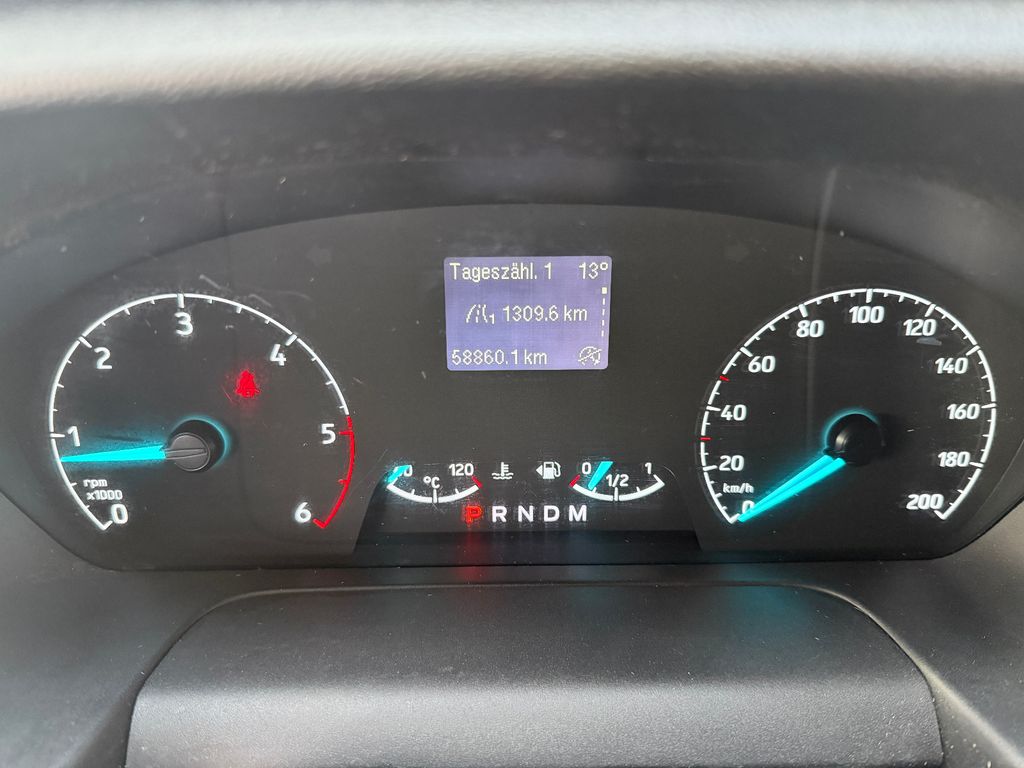 Tageszähl. 1 13°
1 1309.6 km
58860.1 km
0 1 2 3 4 5 6
rpm
x1000
0 20 40 60 80 100 120 140 160 180 200
km/h
120
°C
0 1/2 1
P R N D M